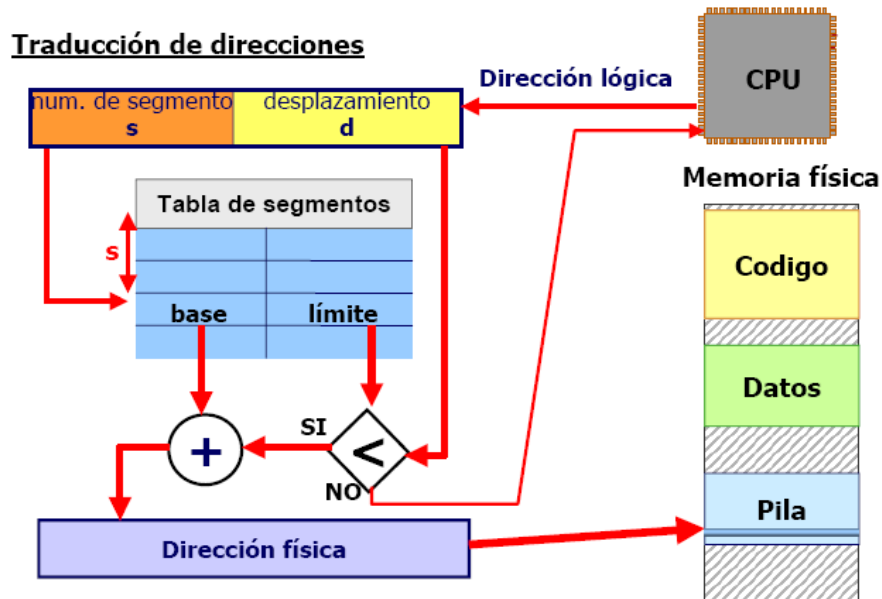 Traducción de direcciones
Dirección lógica
CPU
num. de segmento
s
desplazamiento
d
Memoria física
Tabla de segmentos
s
base
límite
Codigo
Datos
Pila
+
SI
<
NO
Dirección física